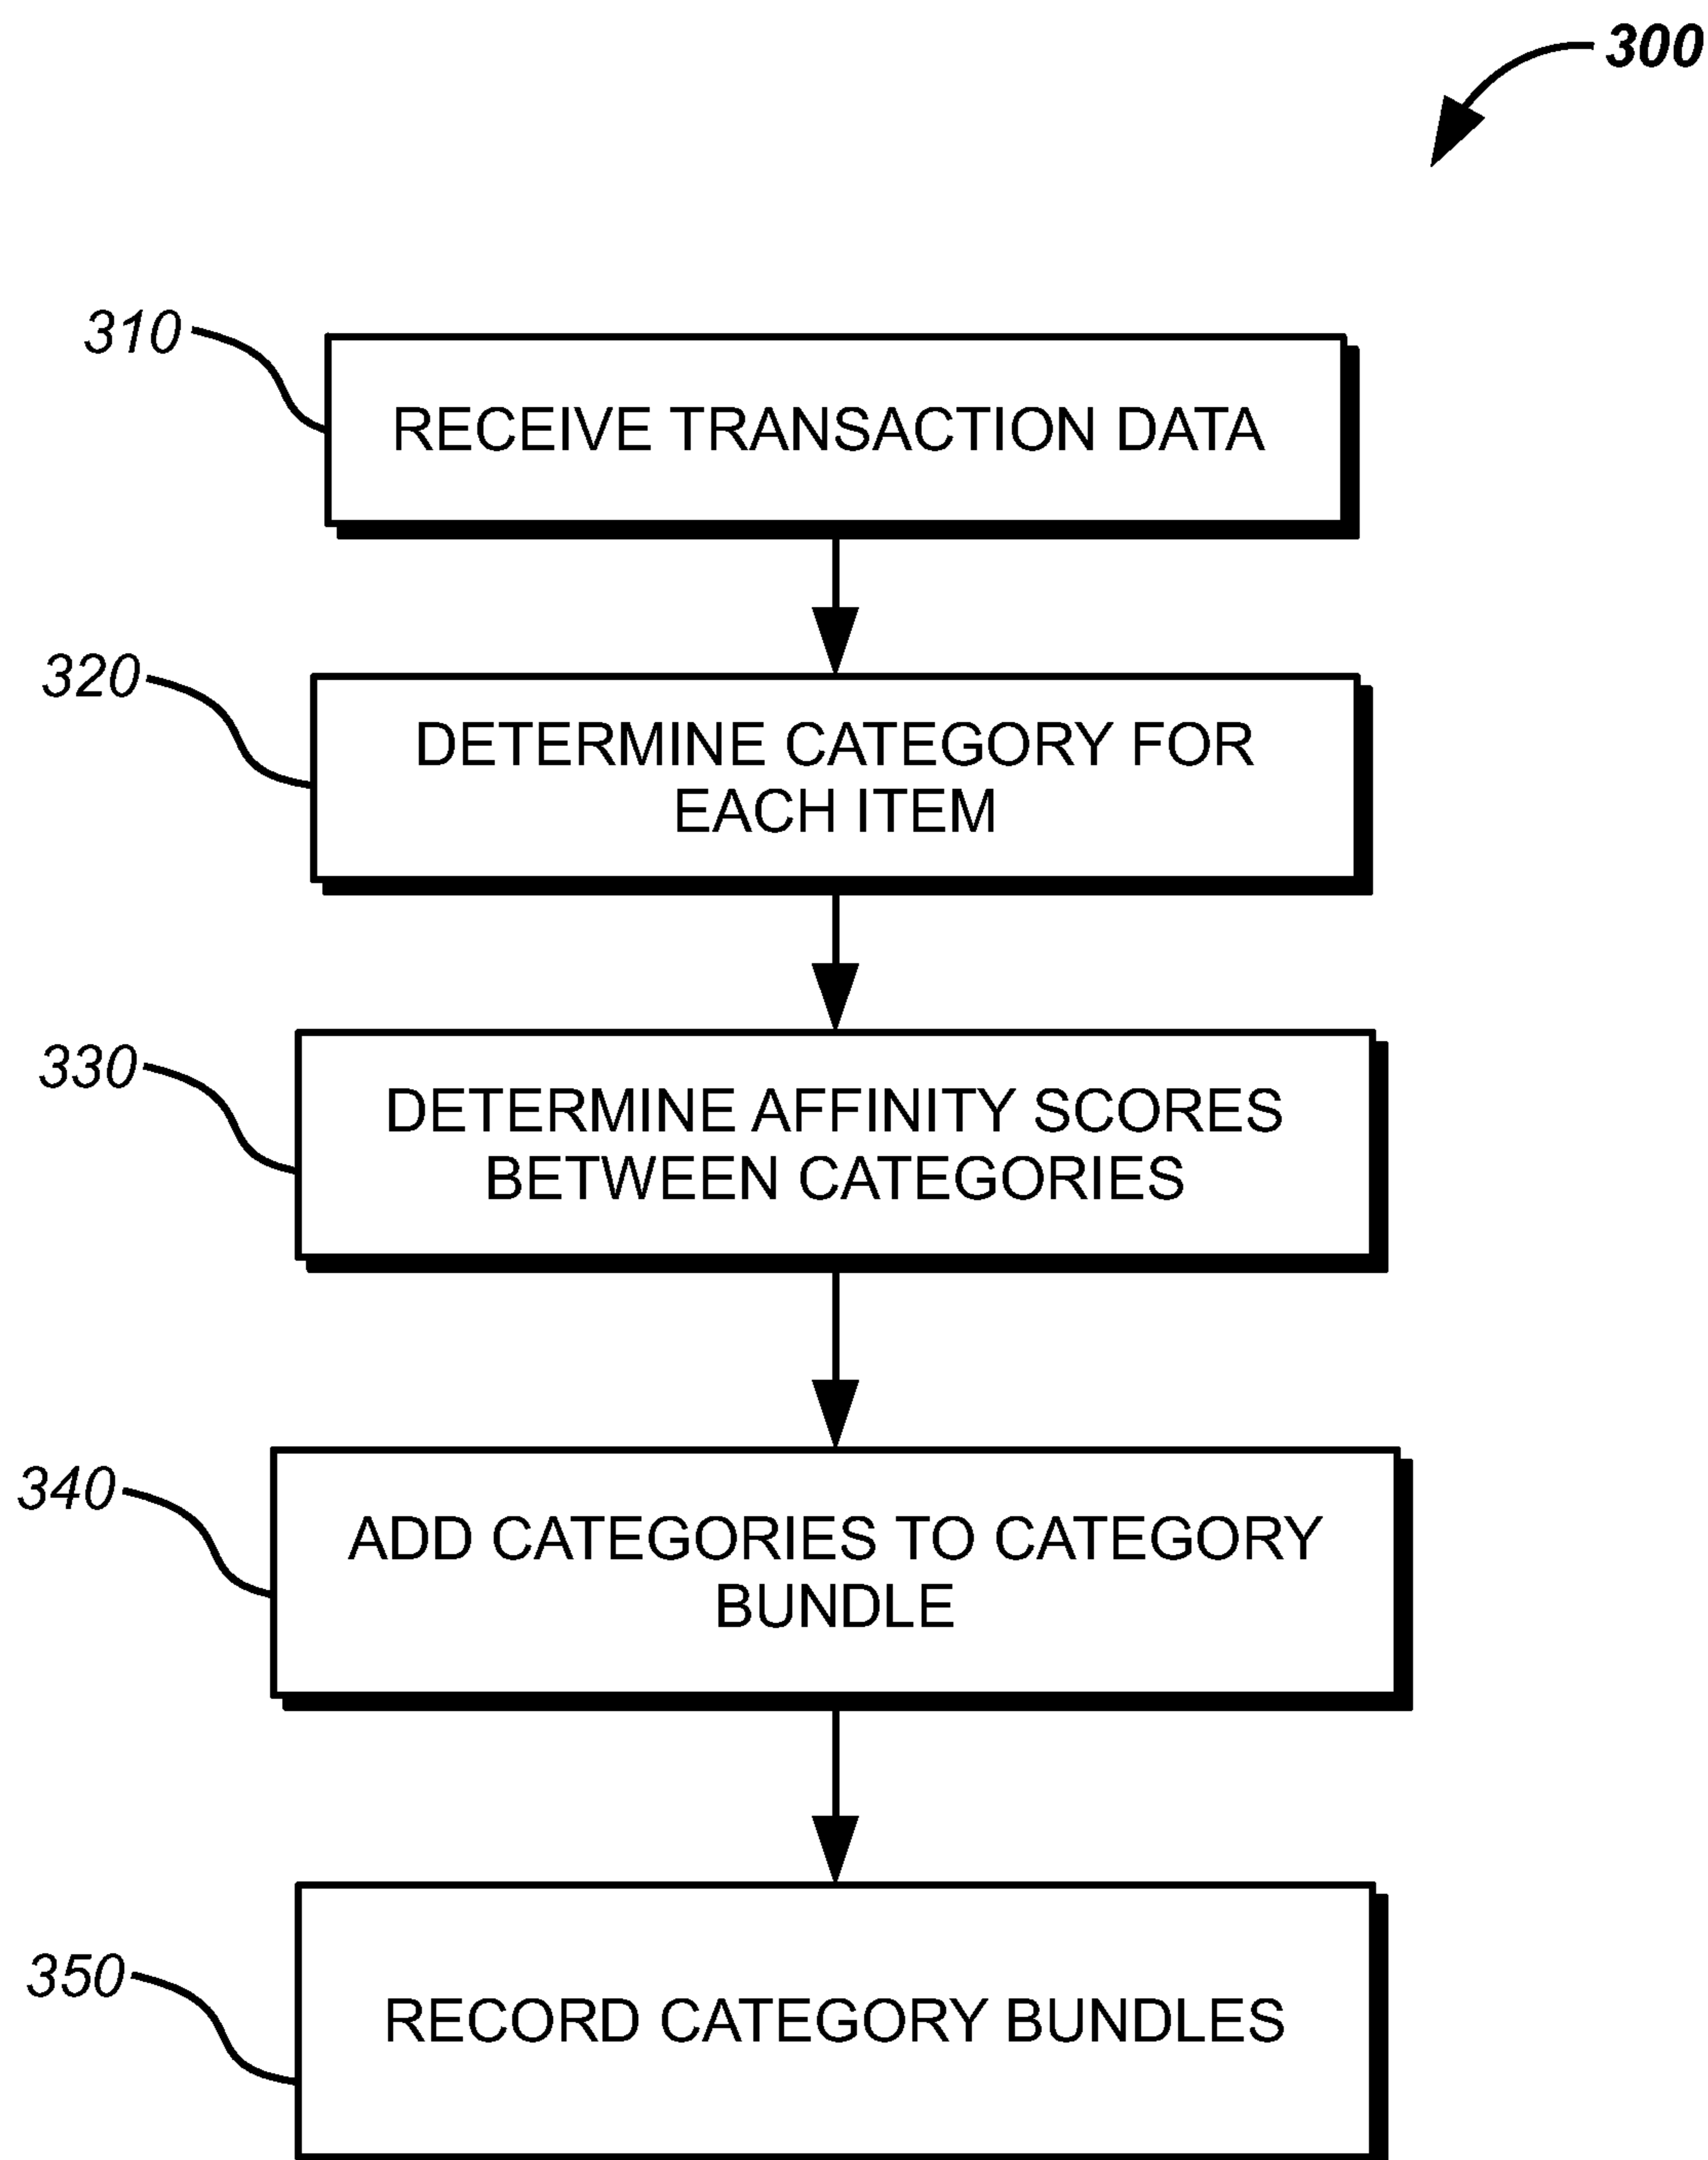 300
310
RECEIVE TRANSACTION DATA
320
DETERMINE CATEGORY FOR
EACH ITEM
330
DETERMINE AFFINITY SCORES
BETWEEN CATEGORIES
340
ADD CATEGORIES TO CATEGORY
BUNDLE
350
RECORD CATEGORY BUNDLES